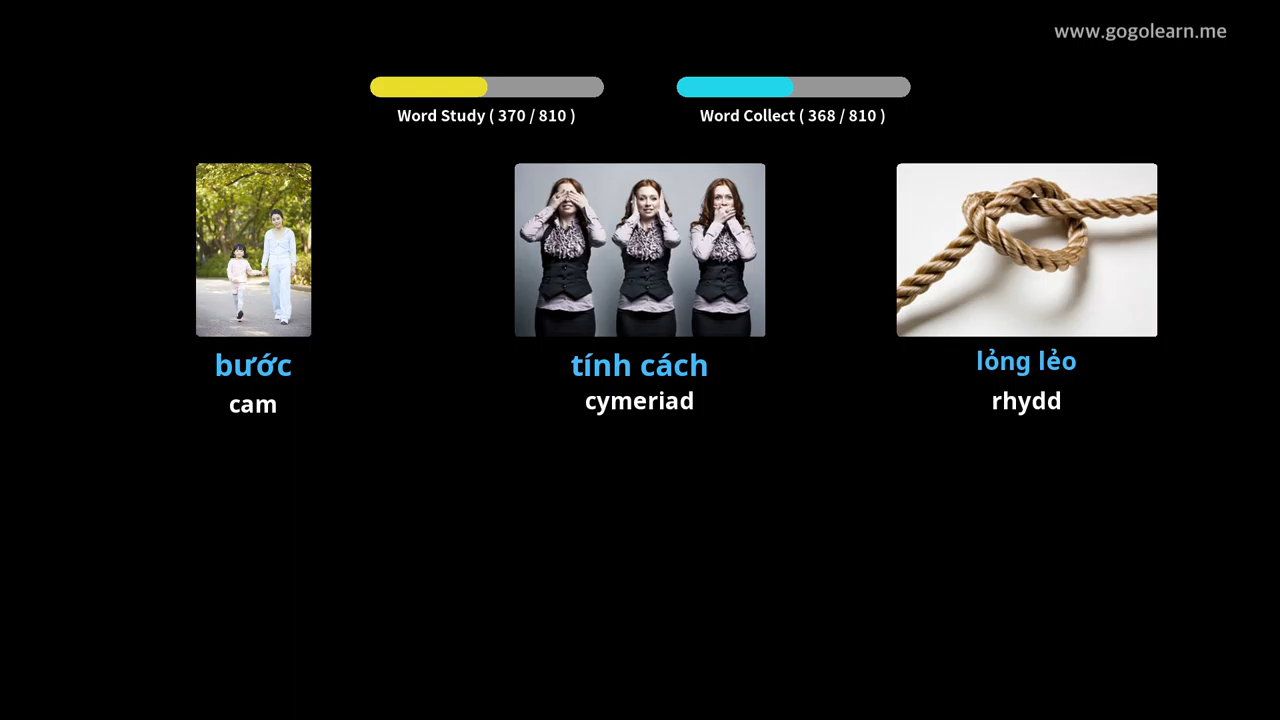 www.gogolearn.me
Word Study ( 370 / 810 )
Word Collect ( 368 / 810 )
bước
cam
tính cách
cymeriad
lỏng lẻo
rhydd